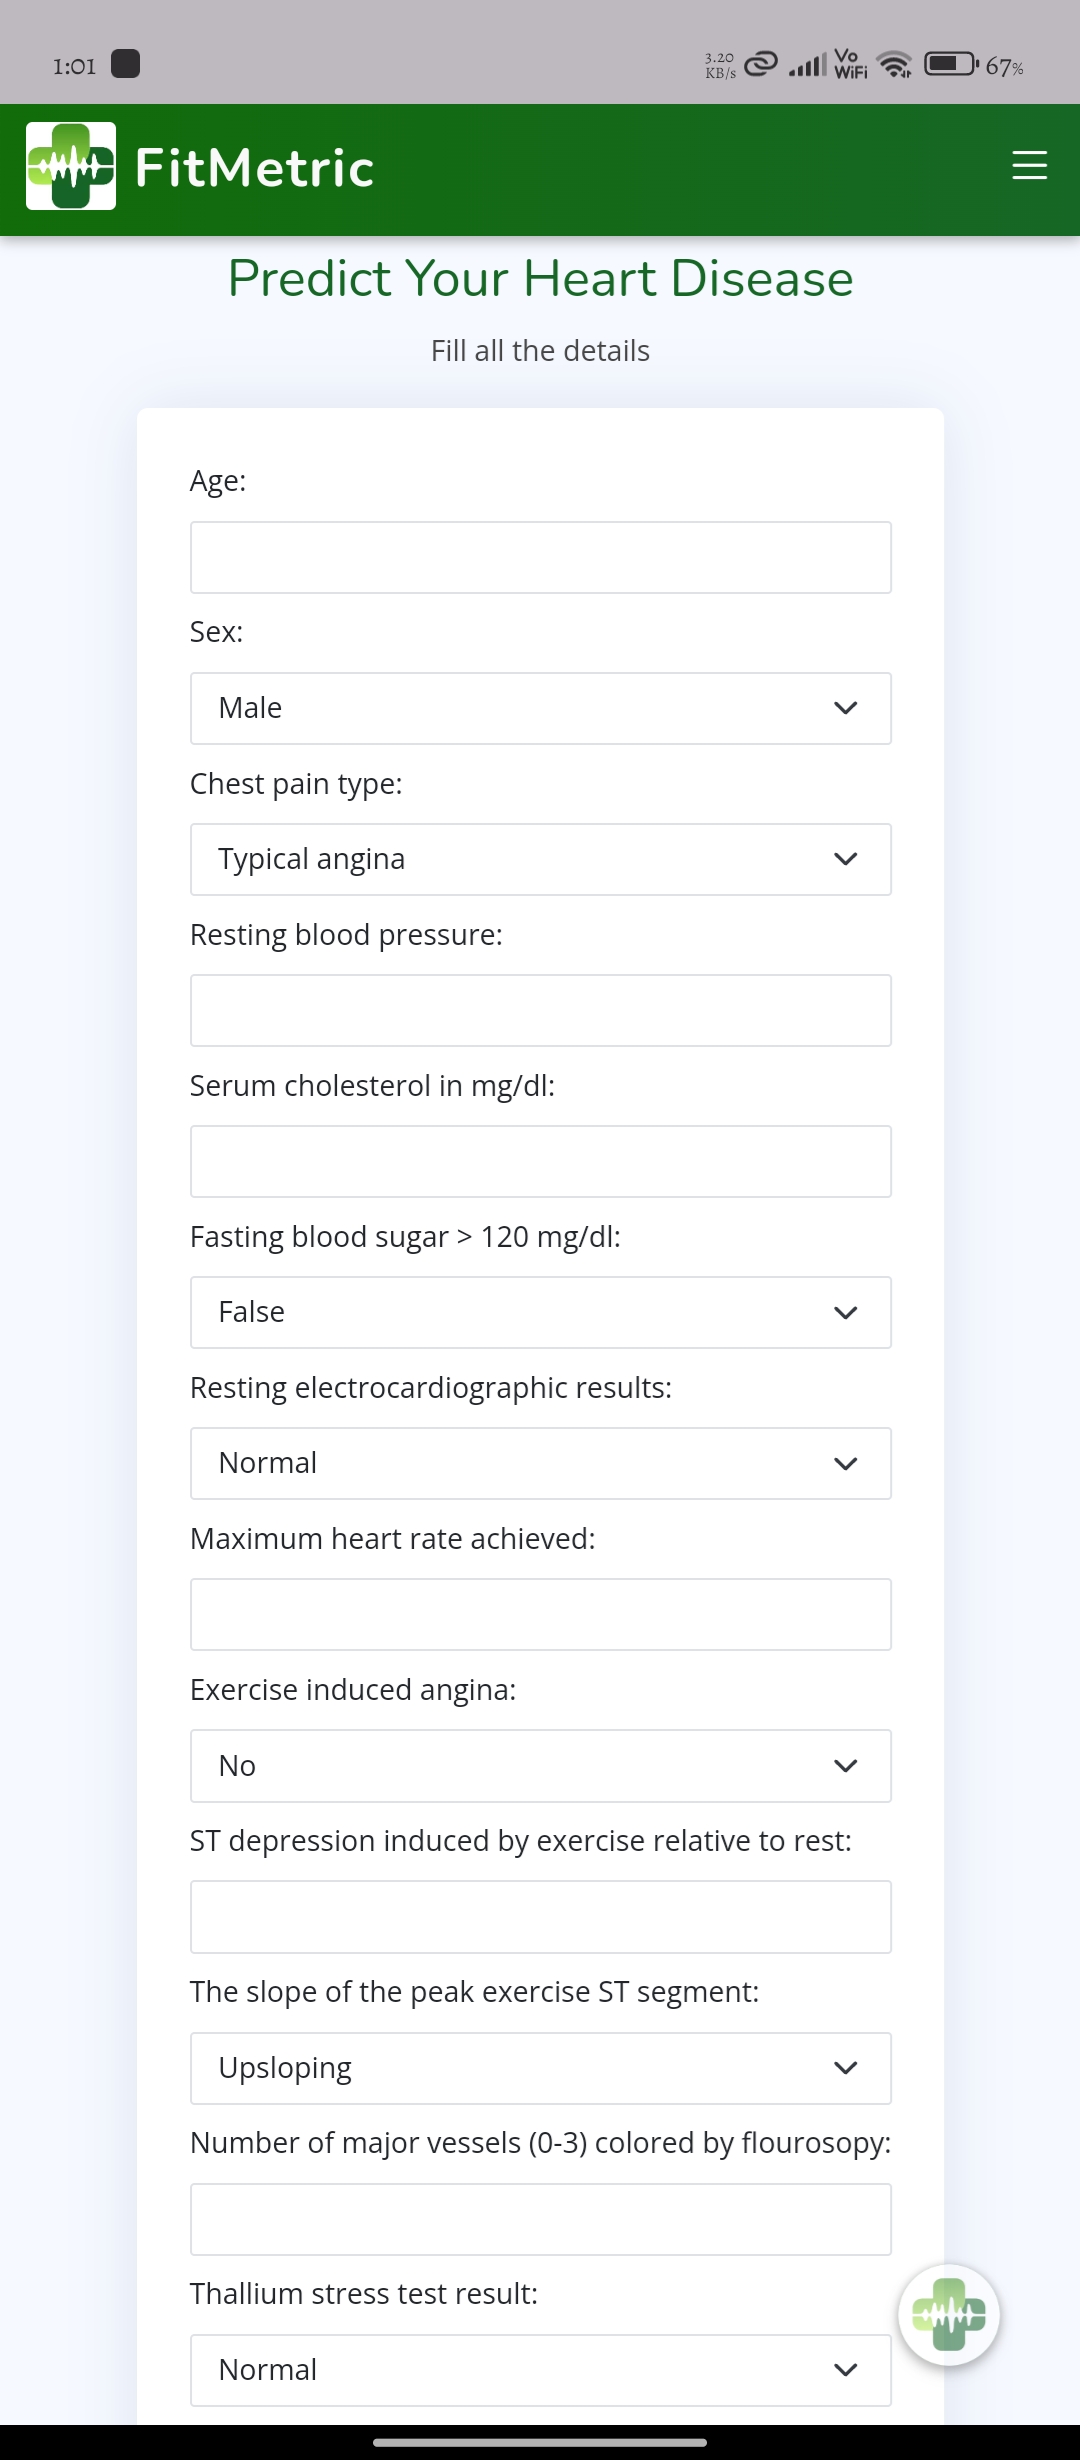 1:01
3.20
KB/s
Vo
WiFi
67%
FitMetric
Predict Your Heart Disease
Fill all the details
Age:
Sex:
Male
Chest pain type:
Typical angina
Resting blood pressure:
Serum cholesterol in mg/dl:
Fasting blood sugar > 120 mg/dl:
False
Resting electrocardiographic results:
Normal
Maximum heart rate achieved:
Exercise induced angina:
No
ST depression induced by exercise relative to rest:
The slope of the peak exercise ST segment:
Upsloping
Number of major vessels (0-3) colored by flourosopy:
Thallium stress test result:
Normal